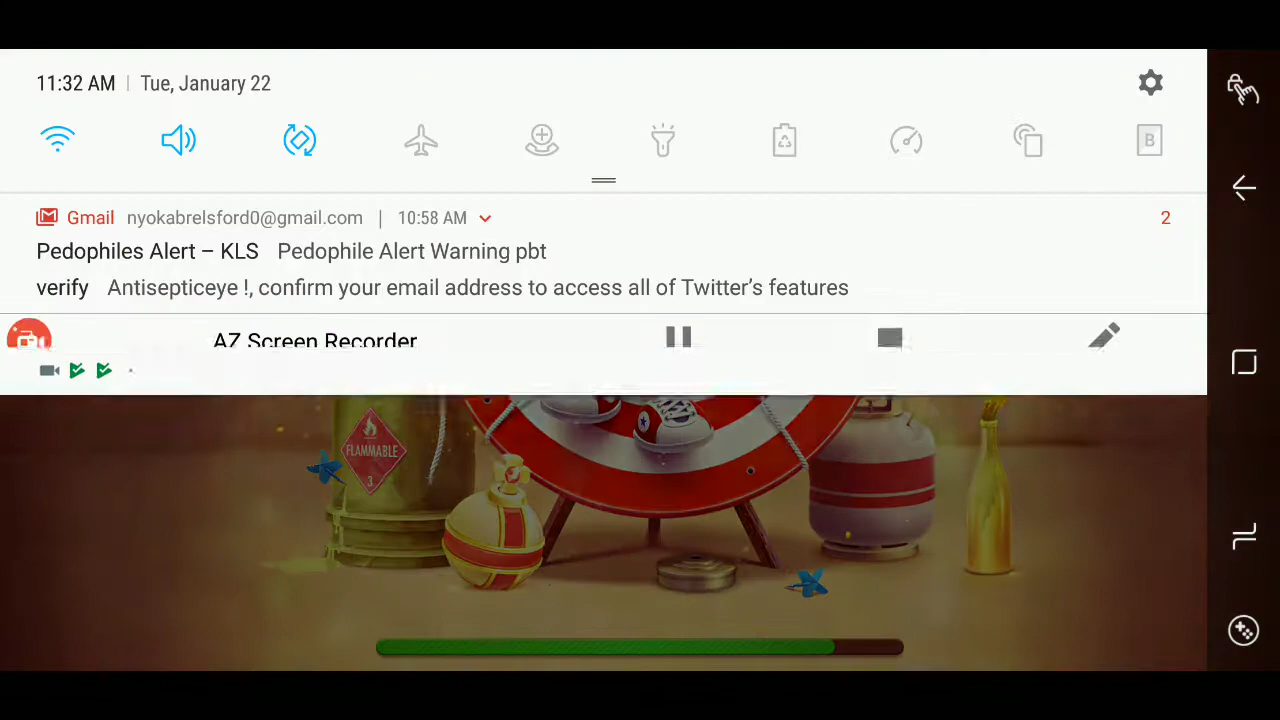 11:32 AM | Tue, January 22
B
Gmail nyokabrelsford0@gmail.com | 10:58 AM 2
Pedophiles Alert – KLS Pedophile Alert Warning pbt
verify Antisepticeye !, confirm your email address to access all of Twitter's features
AZ Screen Recorder
FLAMMABLE
3